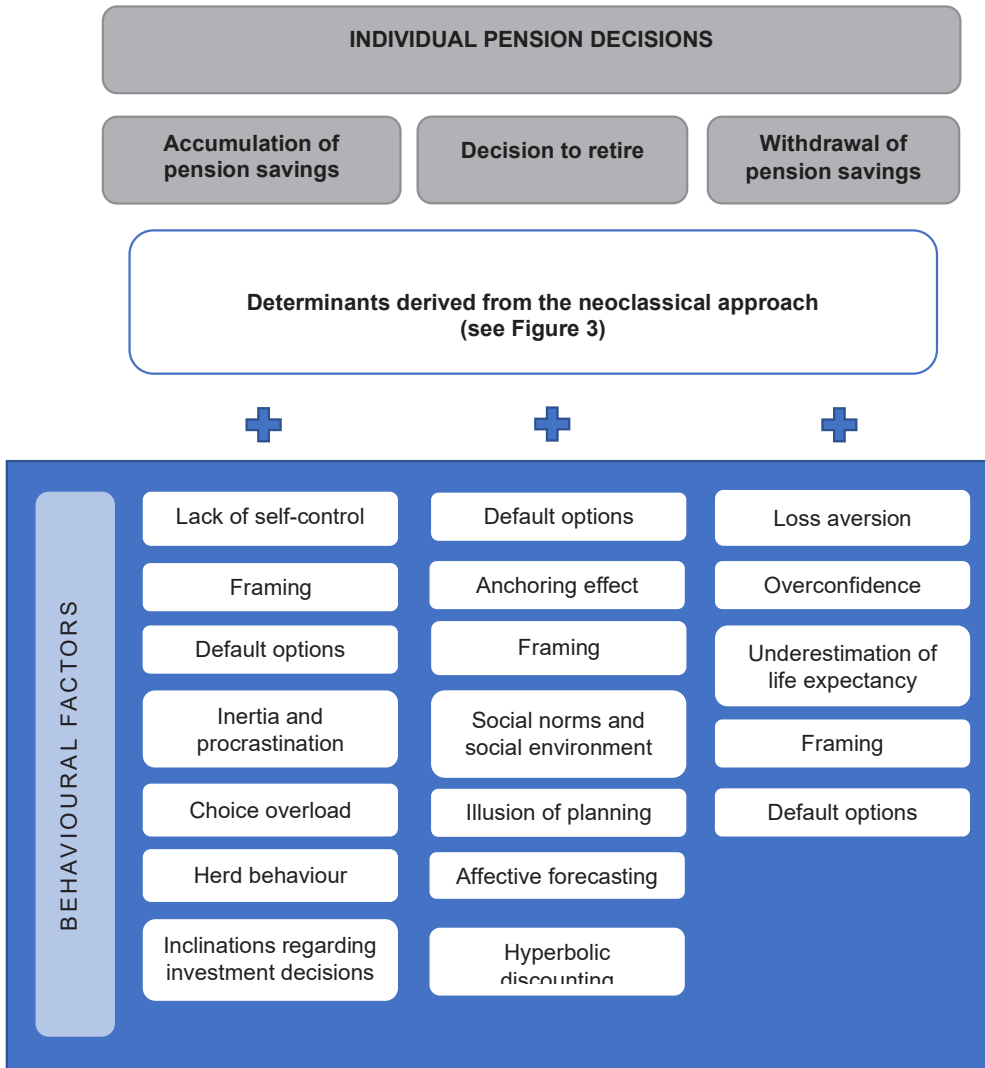 INDIVIDUAL PENSION DECISIONS
Accumulation of
pension savings
Decision to retire
Withdrawal of
pension savings
Determinants derived from the neoclassical approach
(see Figure 3)
BEHAVIOURAL FACTORS
Lack of self-control
Framing
Default options
Inertia and
procrastination
Choice overload
Herd behaviour
Inclinations regarding
investment decisions
Default options
Anchoring effect
Framing
Social norms and
social environment
Illusion of planning
Affective forecasting
Hyperbolic
discounting
Loss aversion
Overconfidence
Underestimation of
life expectancy
Framing
Default options